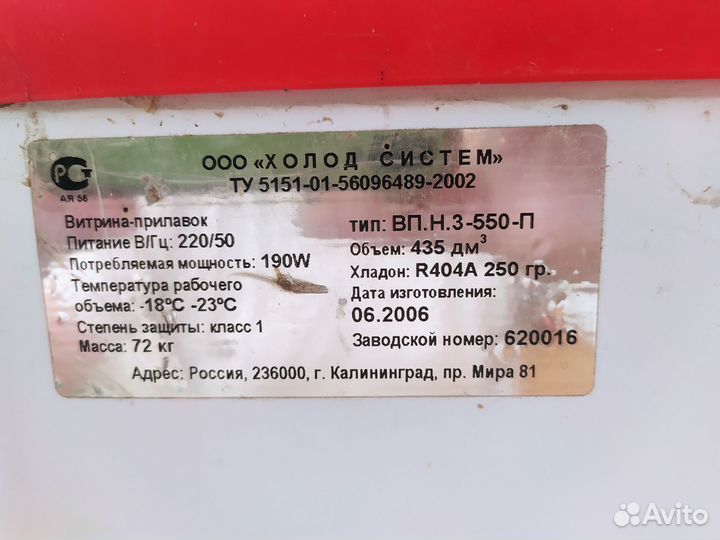 РСТ
АЯ 56
ООО «ХОЛОД СИСТЕМ»
ТУ 5151-01-56096489-2002
Витрина-прилавок
Питание В/Гц: 220/50
Потребляемая мощность: 190W
Температура рабочего
объема: -18°С -23°С
Степень защиты: класс 1
Масса: 72 кг
тип: ВП.Н.3-550-П
Объем: 435 дм³
Хладон: R404A 250 гр.
Дата изготовления:
06.2006
Заводской номер: 620016
Адрес: Россия, 236000, г. Калининград, пр. Мира 81
Avito